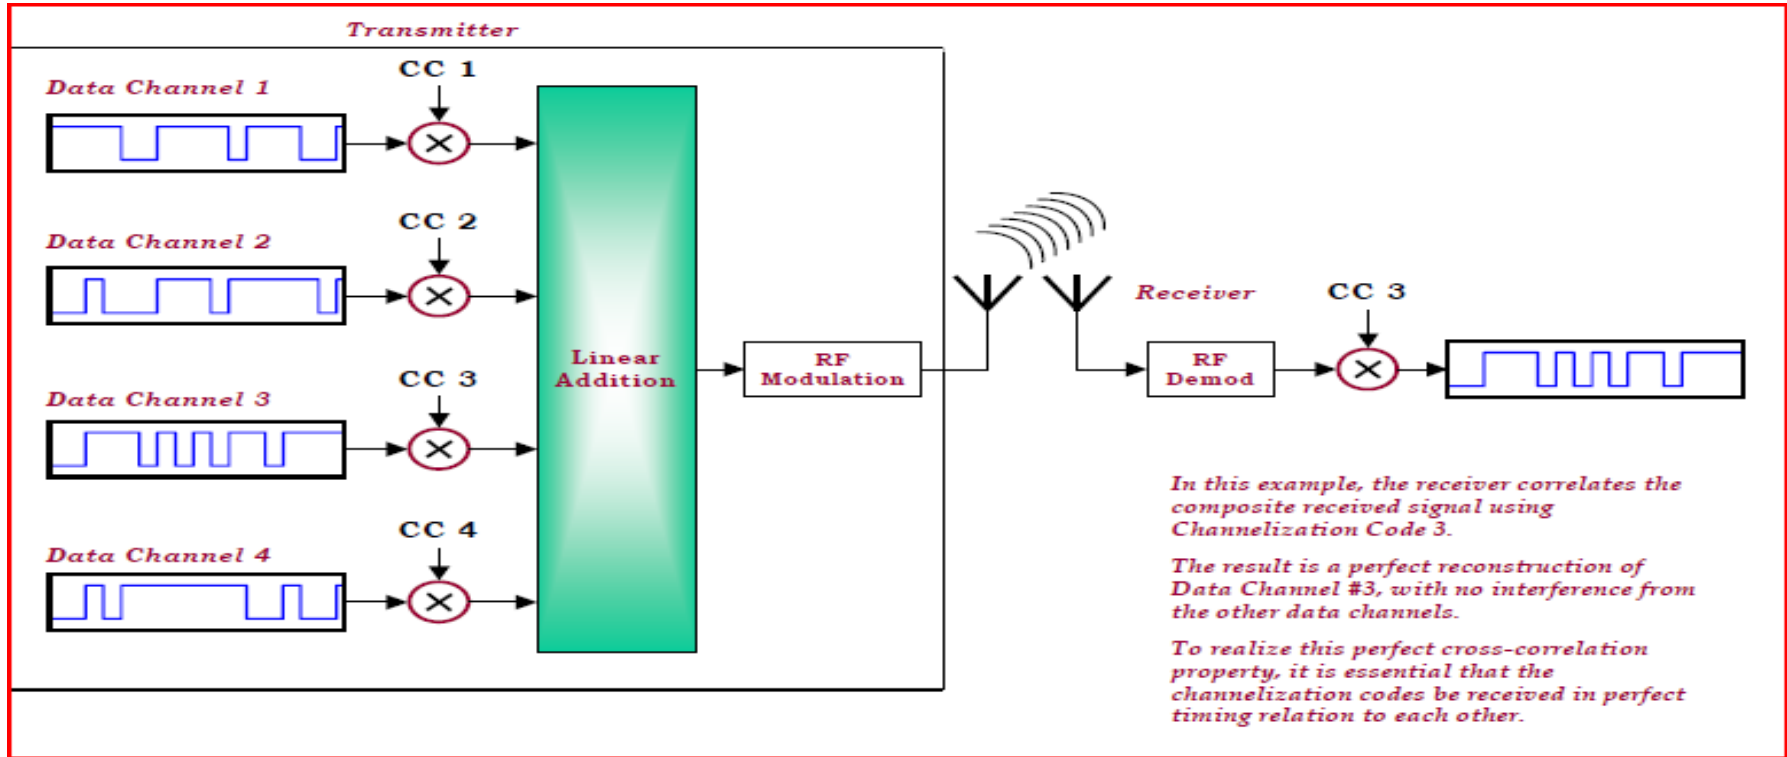 Transmitter
CC 1
Data Channel 1
CC 2
Data Channel 2
CC 3
Data Channel 3
CC 4
Data Channel 4
Linear
Addition
RF
Modulation
Receiver
RF
Demod
CC 3
In this example, the receiver correlates the
composite received signal using
Channelization Code 3.
The result is a perfect reconstruction of
Data Channel #3, with no interference from
the other data channels.
To realize this perfect cross-correlation
property, it is essential that the
channelization codes be received in perfect
timing relation to each other.